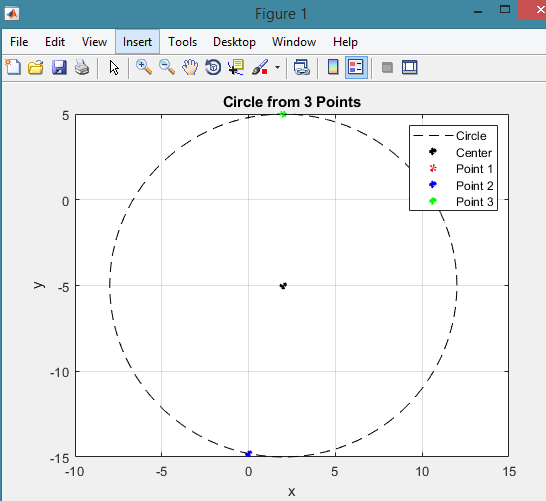 Figure 1
File Edit View Insert Tools Desktop Window Help
Circle from 3 Points
Circle
Center
Point 1
Point 2
Point 3
5
0
-5
-10
-15
y
-10 -5 0 5 10 15
x